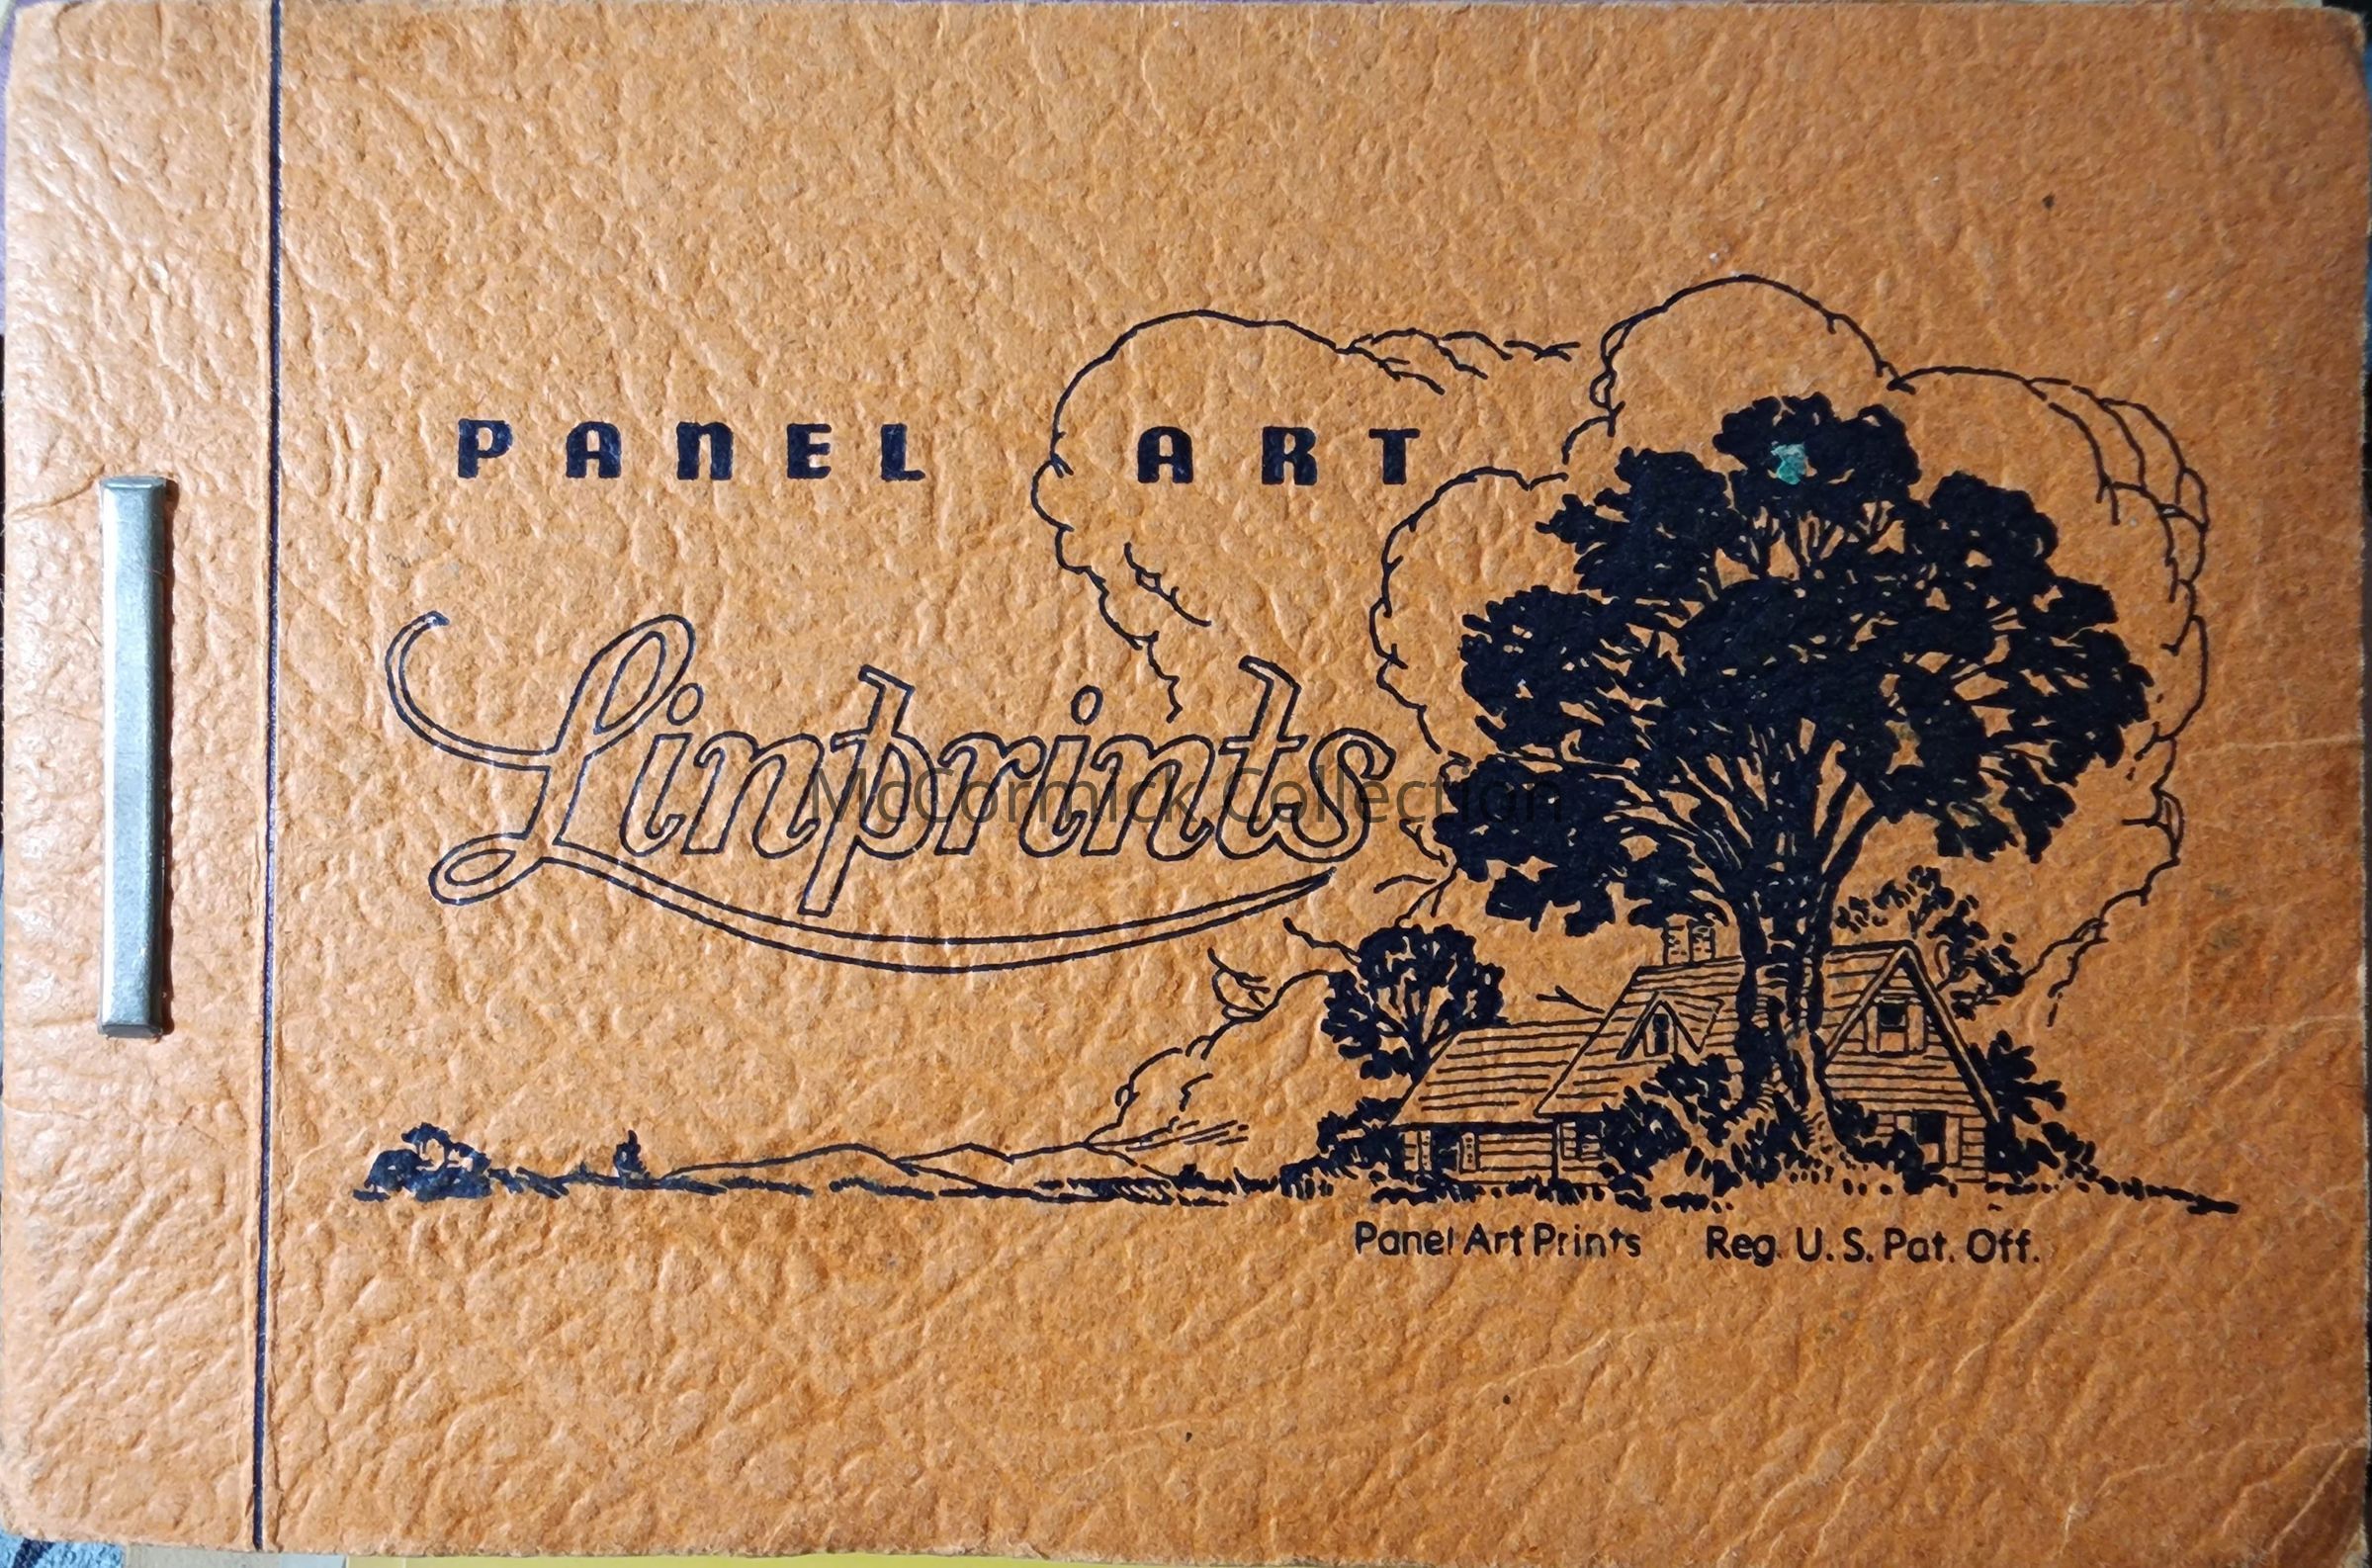 PANEL ART
Linprints
McCormick Collection
Panel Art Prints Reg. U. S. Pat. Off.